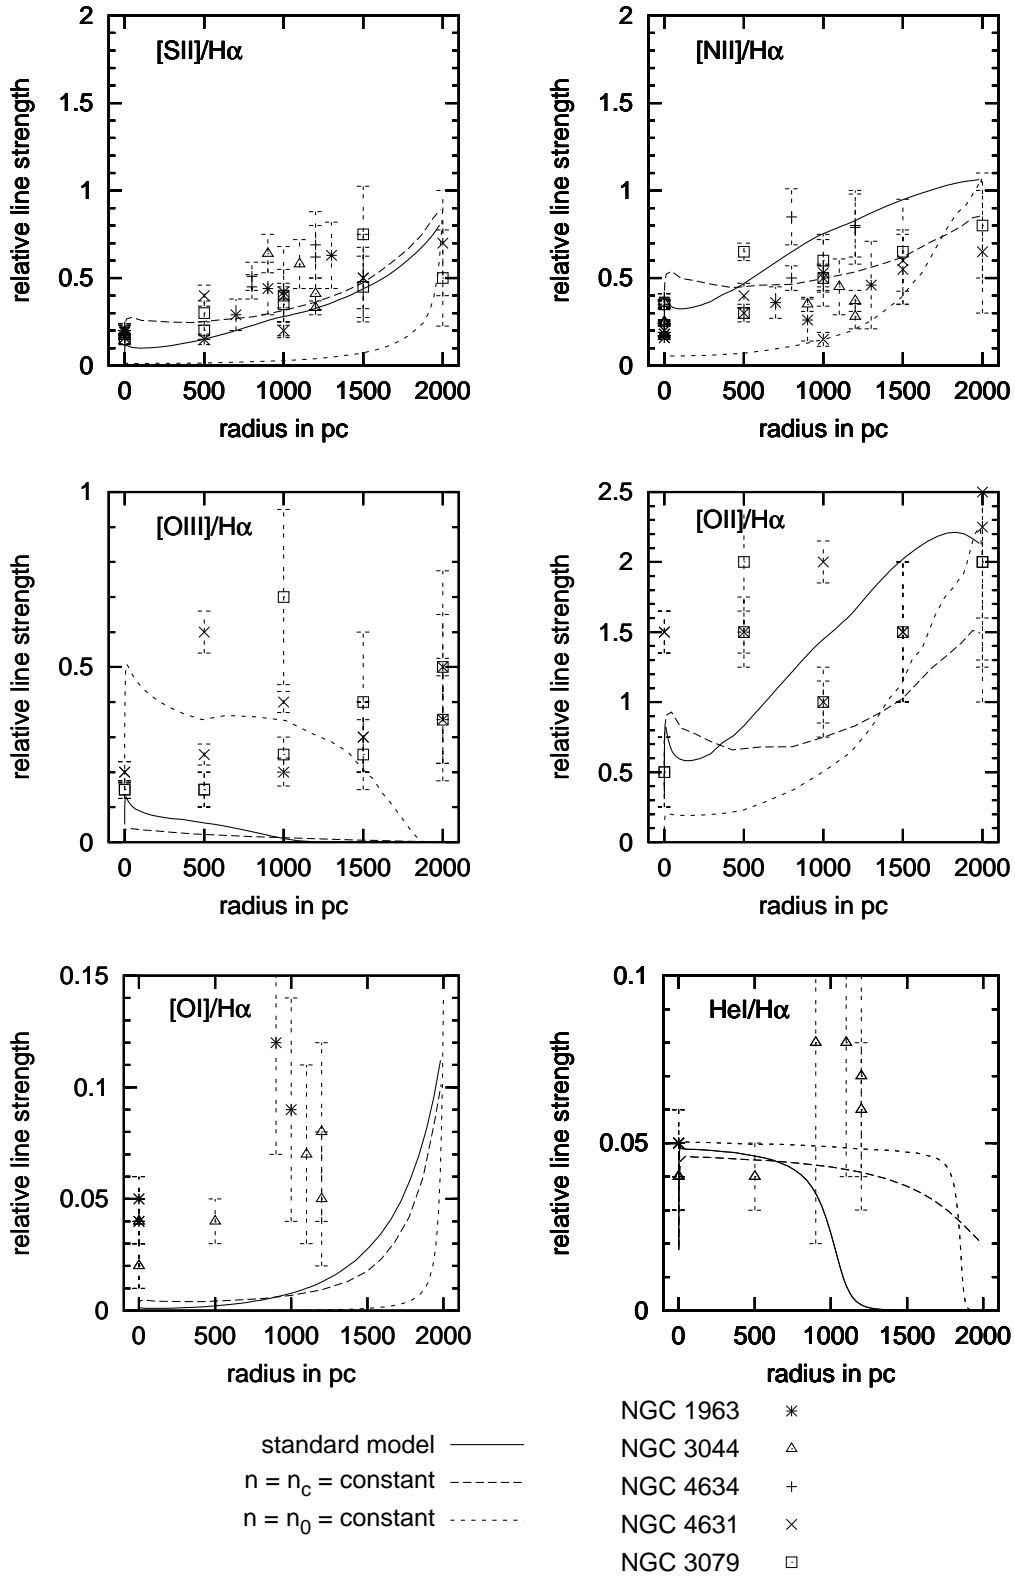 [SII]/Hα
relative line strength
2
1.5
1
0.5
0
0 500 1000 1500 2000
radius in pc
[NII]/Hα
relative line strength
2
1.5
1
0.5
0
0 500 1000 1500 2000
radius in pc
[OIII]/Hα
relative line strength
1
0.5
0
0 500 1000 1500 2000
radius in pc
[OII]/Hα
relative line strength
2.5
2
1.5
1
0.5
0
0 500 1000 1500 2000
radius in pc
[OI]/Hα
relative line strength
0.15
0.1
0.05
0
0 500 1000 1500 2000
radius in pc
HeI/Hα
relative line strength
0.1
0.05
0
0 500 1000 1500 2000
radius in pc
standard model
n = nc = constant
n = n0 = constant
NGC 1963
NGC 3044
NGC 4634
NGC 4631
NGC 3079